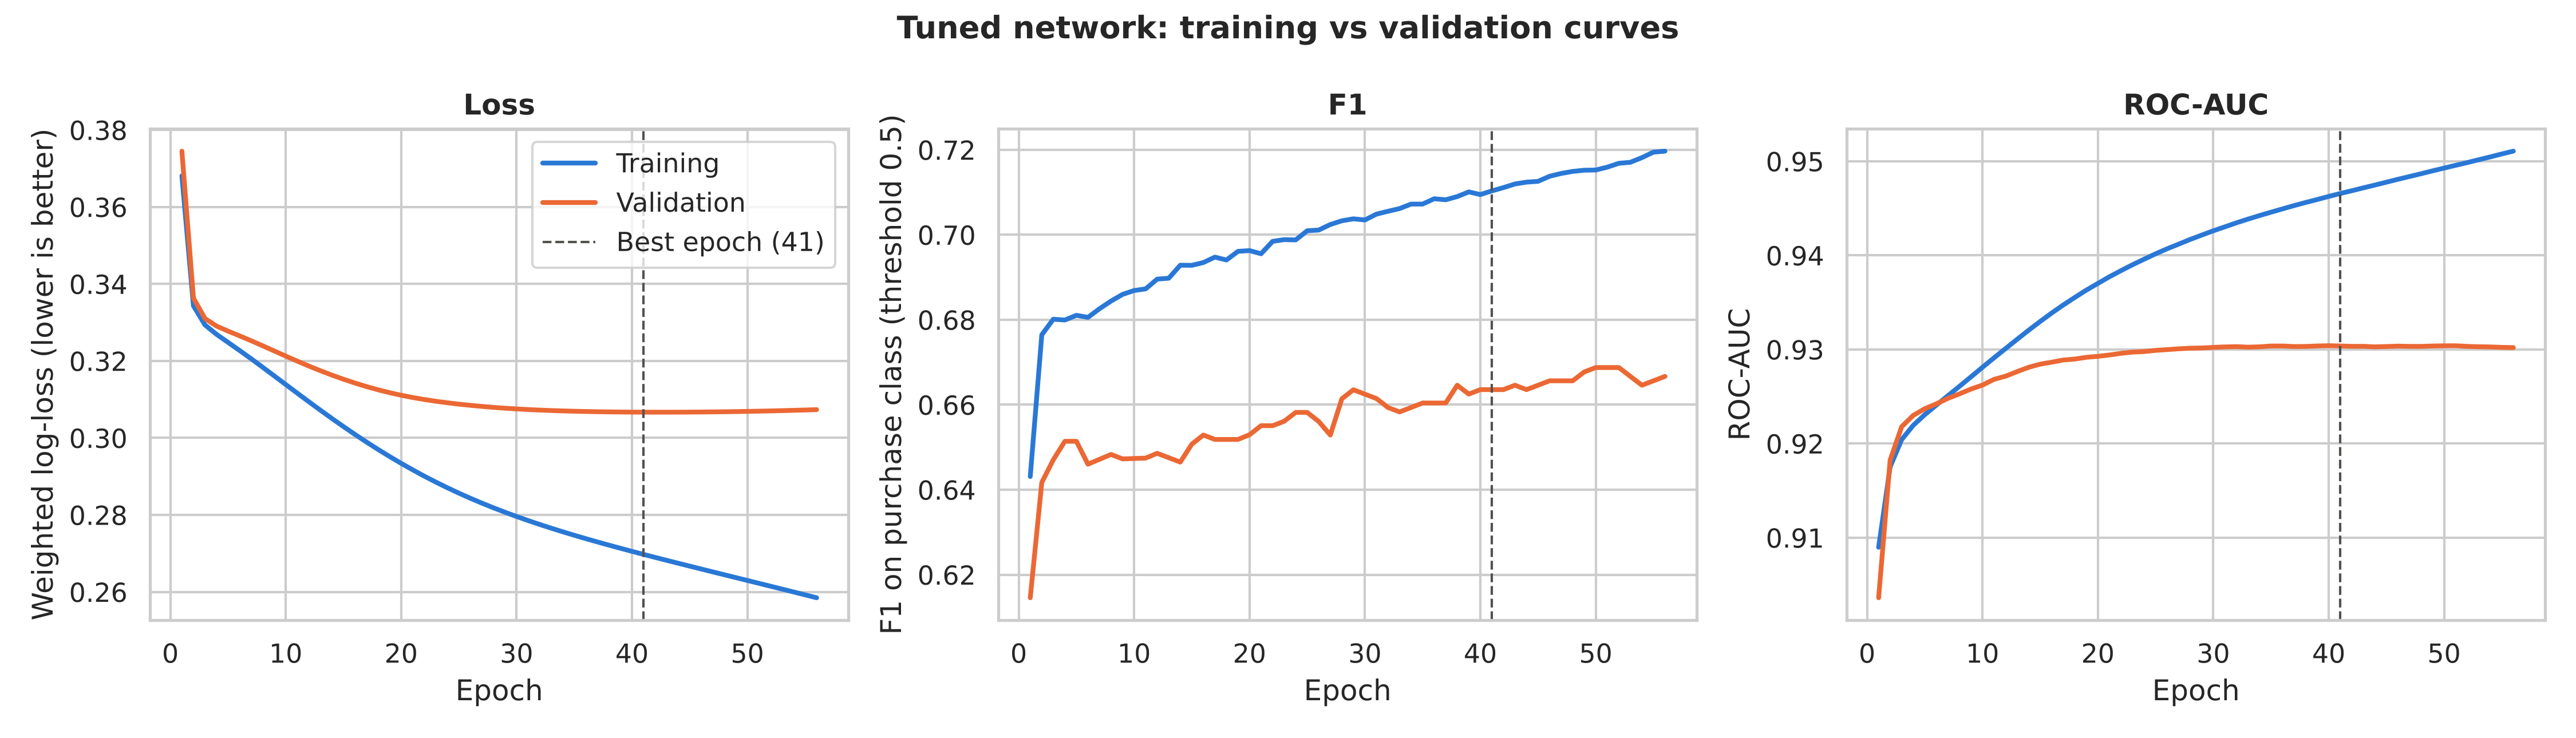 Tuned network: training vs validation curves
Loss
Weighted log-loss (lower is better)
0.38
0.36
0.34
0.32
0.30
0.28
0.26
Training
Validation
Best epoch (41)
0 10 20 30 40 50
Epoch
F1
F1 on purchase class (threshold 0.5)
0.72
0.70
0.68
0.66
0.64
0.62
0 10 20 30 40 50
Epoch
ROC-AUC
ROC-AUC
0.95
0.94
0.93
0.92
0.91
0 10 20 30 40 50
Epoch